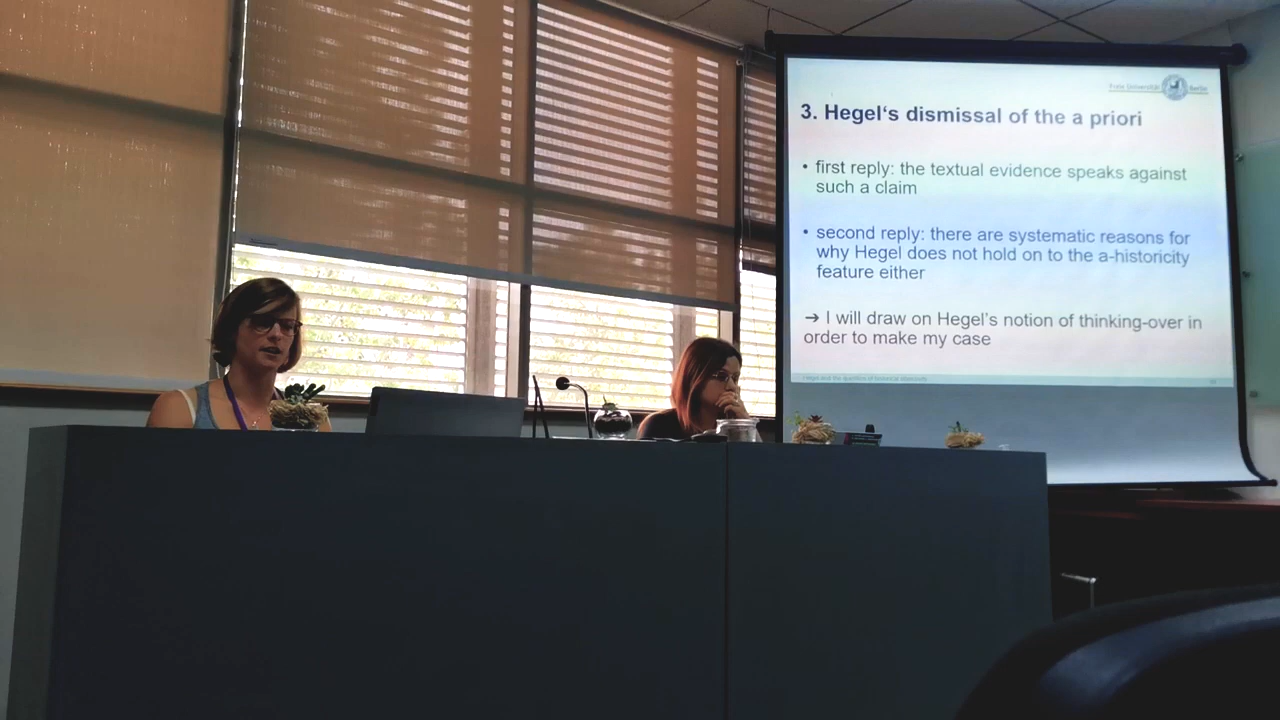 Freie Universität Berlin
3. Hegel‘s dismissal of the a priori
• first reply: the textual evidence speaks against
such a claim
• second reply: there are systematic reasons for
why Hegel does not hold on to the a-historicity
feature either
➔ I will draw on Hegel's notion of thinking-over in
order to make my case